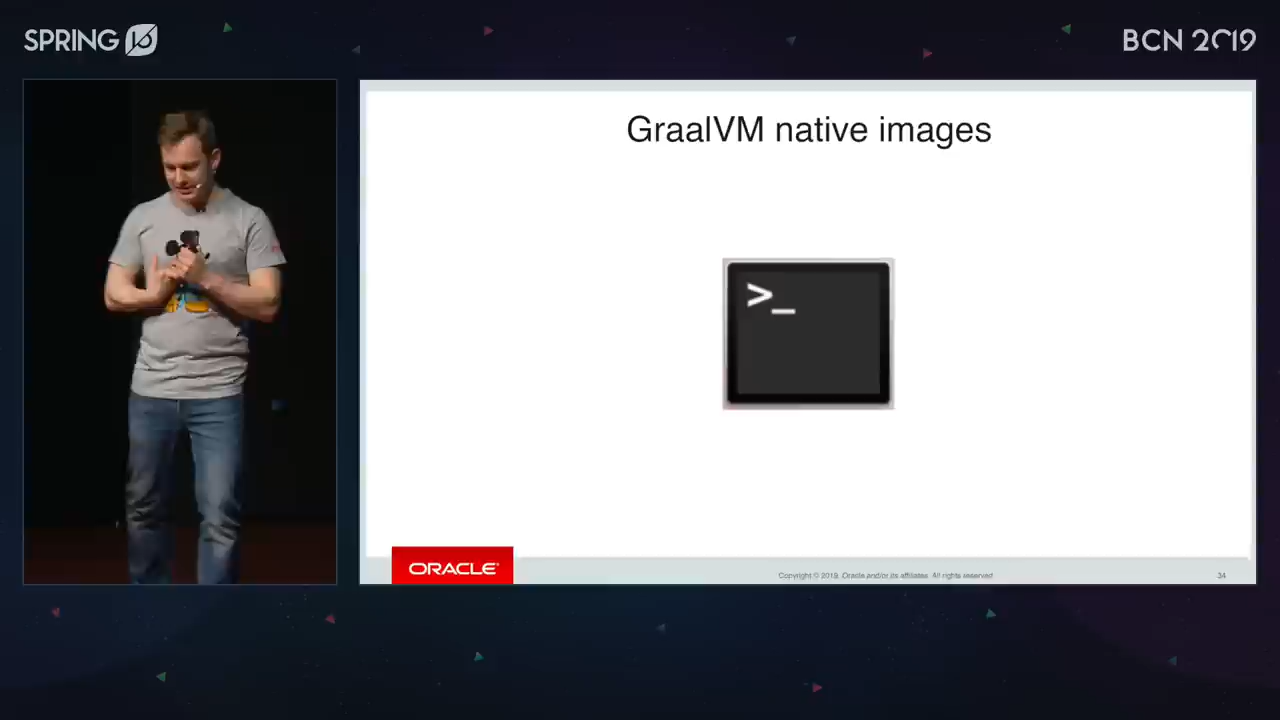 SPRING
BCN 2019
GraalVM native images
>_
ORACLE
Copyright © 2019, Oracle and/or its affiliates. All rights reserved
34